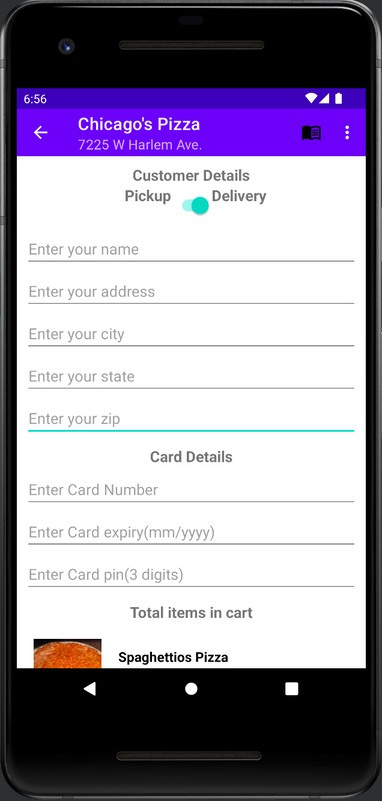 6:56
Chicago's Pizza
7225 W Harlem Ave.
Customer Details
Pickup Delivery
Enter your name
Enter your address
Enter your city
Enter your state
Enter your zip
Card Details
Enter Card Number
Enter Card expiry(mm/yyyy)
Enter Card pin(3 digits)
Total items in cart
Spaghettios Pizza